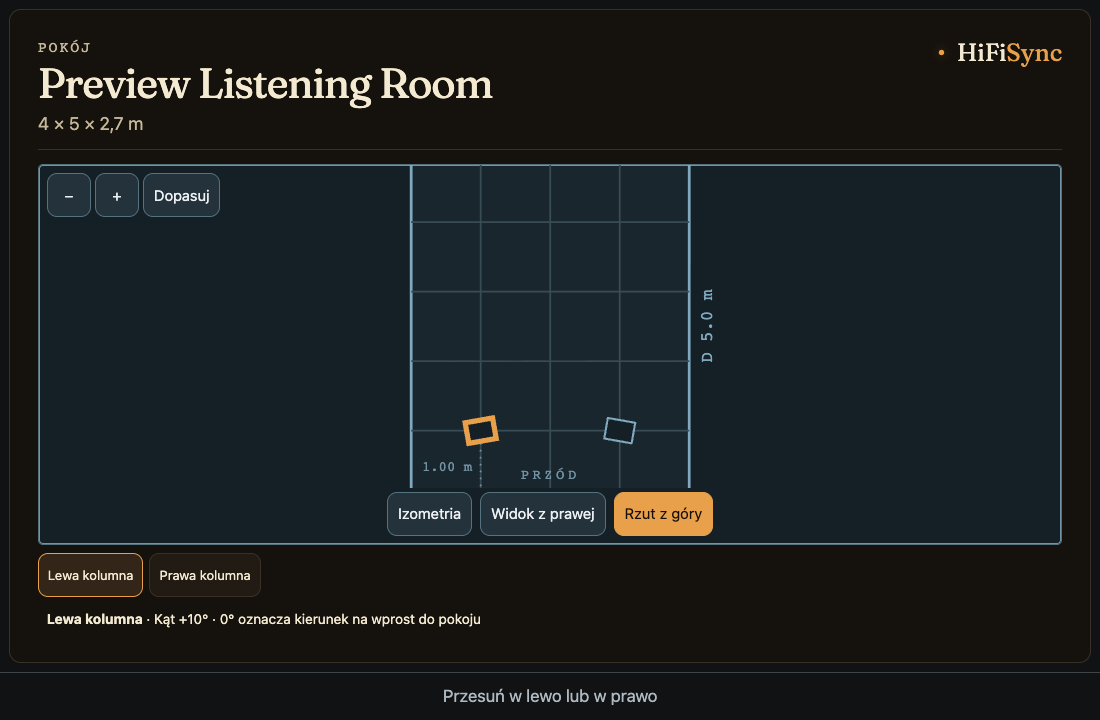 POKÓJ
HiFiSync
Preview Listening Room
4 × 5 × 2,7 m
− + Dopasuj
D 5.0 m
1.00 m
PRZÓD
Izometria Widok z prawej Rzut z góry
Lewa kolumna Prawa kolumna
Lewa kolumna · Kąt +10° · 0° oznacza kierunek na wprost do pokoju
Przesuń w lewo lub w prawo